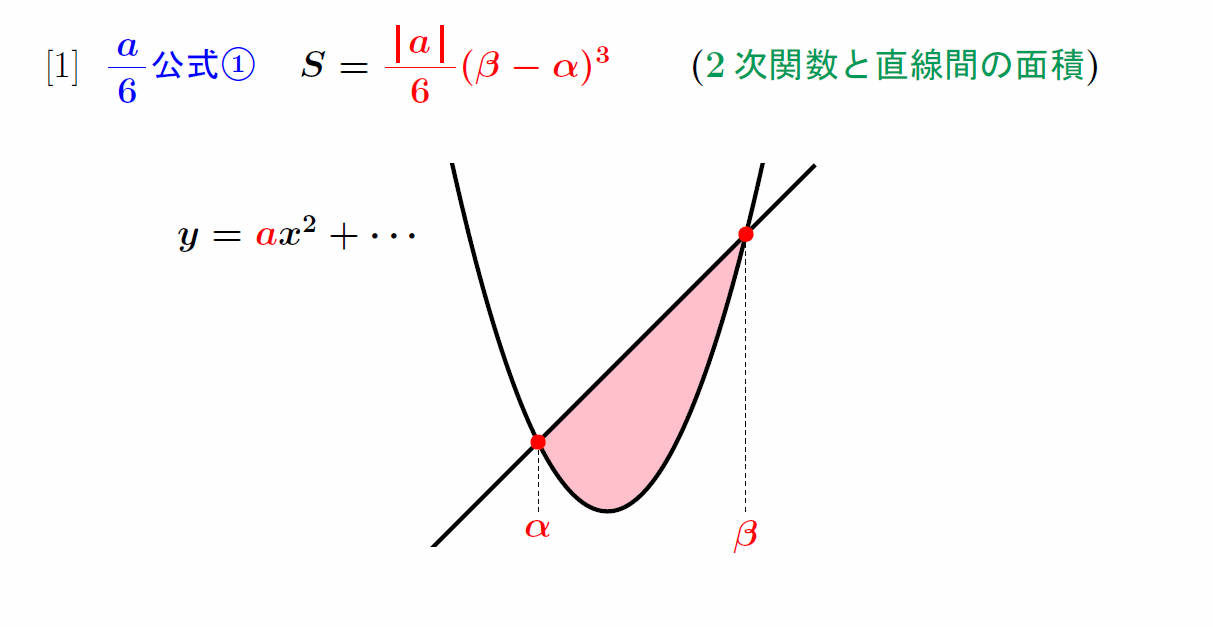 [1] a/6 公式① S = |a|/6 (β − α)³ (2 次関数と直線間の面積)
y = ax² + ···
α β